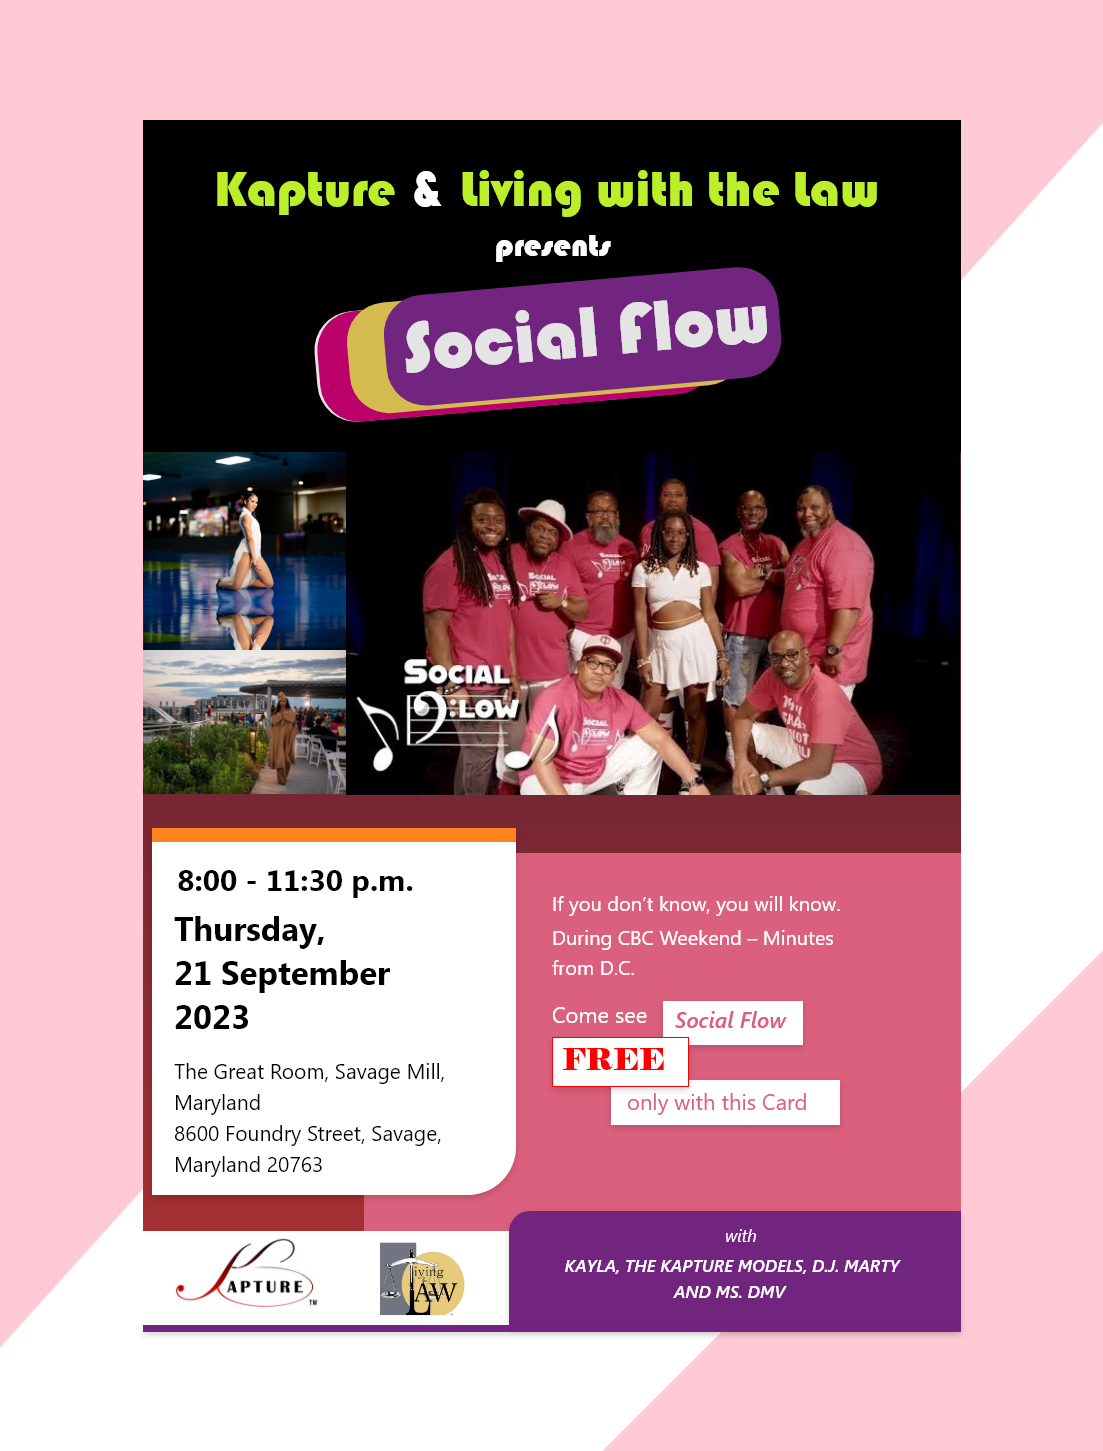 Kapture & Living with the Law
presents
Social Flow
SOCIAL
FLOW
8:00 - 11:30 p.m.
Thursday,
21 September
2023
The Great Room, Savage Mill,
Maryland
8600 Foundry Street, Savage,
Maryland 20763
If you don't know, you will know.
During CBC Weekend – Minutes
from D.C.
Come see Social Flow
FREE
only with this Card
KAPTURE™
Living
LAW
with
KAYLA, THE KAPTURE MODELS, D.J. MARTY
AND MS. DMV